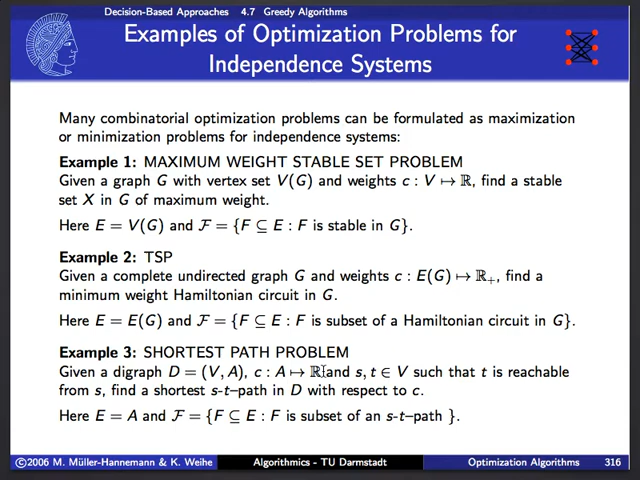 Decision-Based Approaches 4.7 Greedy Algorithms
Examples of Optimization Problems for
Independence Systems
Many combinatorial optimization problems can be formulated as maximization
or minimization problems for independence systems:
Example 1: MAXIMUM WEIGHT STABLE SET PROBLEM
Given a graph G with vertex set V(G) and weights c : V ↦ ℝ, find a stable
set X in G of maximum weight.
Here E = V(G) and ℱ = {F ⊆ E : F is stable in G}.
Example 2: TSP
Given a complete undirected graph G and weights c : E(G) ↦ ℝ₊, find a
minimum weight Hamiltonian circuit in G.
Here E = E(G) and ℱ = {F ⊆ E : F is subset of a Hamiltonian circuit in G}.
Example 3: SHORTEST PATH PROBLEM
Given a digraph D = (V, A), c : A ↦ ℝ and s, t ∈ V such that t is reachable
from s, find a shortest s-t–path in D with respect to c.
Here E = A and ℱ = {F ⊆ E : F is subset of an s-t–path }.
©2006 M. Müller-Hannemann & K. Weihe Algorithmics - TU Darmstadt Optimization Algorithms 316